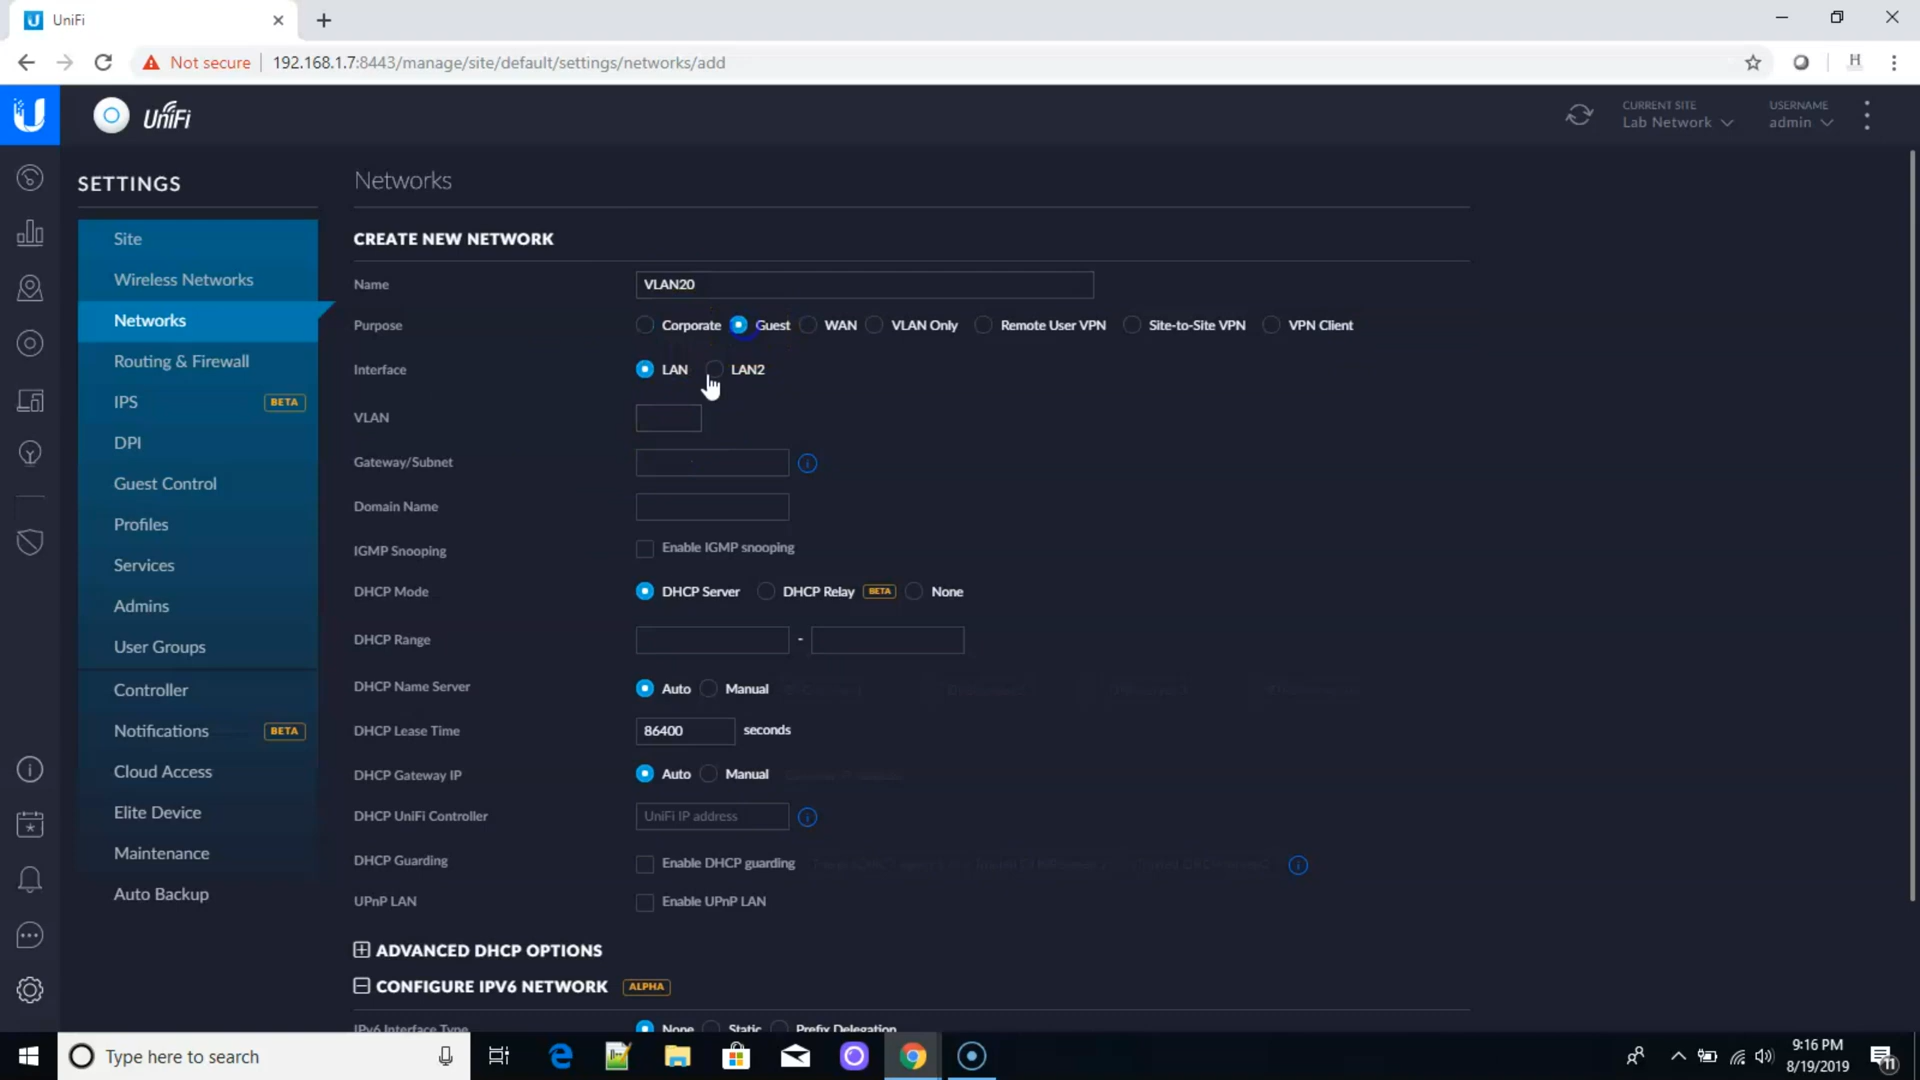 UniFi
Not secure
192.168.1.7:8443/manage/site/default/settings/networks/add
H
UniFi
CURRENT SITE
Lab Network
USERNAME
admin
SETTINGS
Site
Wireless Networks
Networks
Routing & Firewall
IPS BETA
DPI
Guest Control
Profiles
Services
Admins
User Groups
Controller
Notifications BETA
Cloud Access
Elite Device
Maintenance
Auto Backup
Networks
CREATE NEW NETWORK
Name VLAN20
Purpose Corporate Guest WAN VLAN Only Remote User VPN Site-to-Site VPN VPN Client
Interface LAN LAN2
VLAN
Gateway/Subnet
Domain Name
IGMP Snooping Enable IGMP snooping
DHCP Mode DHCP Server DHCP Relay BETA None
DHCP Range -
DHCP Name Server Auto Manual
DHCP Lease Time 86400 seconds
DHCP Gateway IP Auto Manual
DHCP UniFi Controller UniFi IP address
DHCP Guarding Enable DHCP guarding
UPnP LAN Enable UPnP LAN
ADVANCED DHCP OPTIONS
CONFIGURE IPV6 NETWORK ALPHA
IPv6 Interface Type None Static Prefix Delegation
Type here to search
9:16 PM
8/19/2019
11